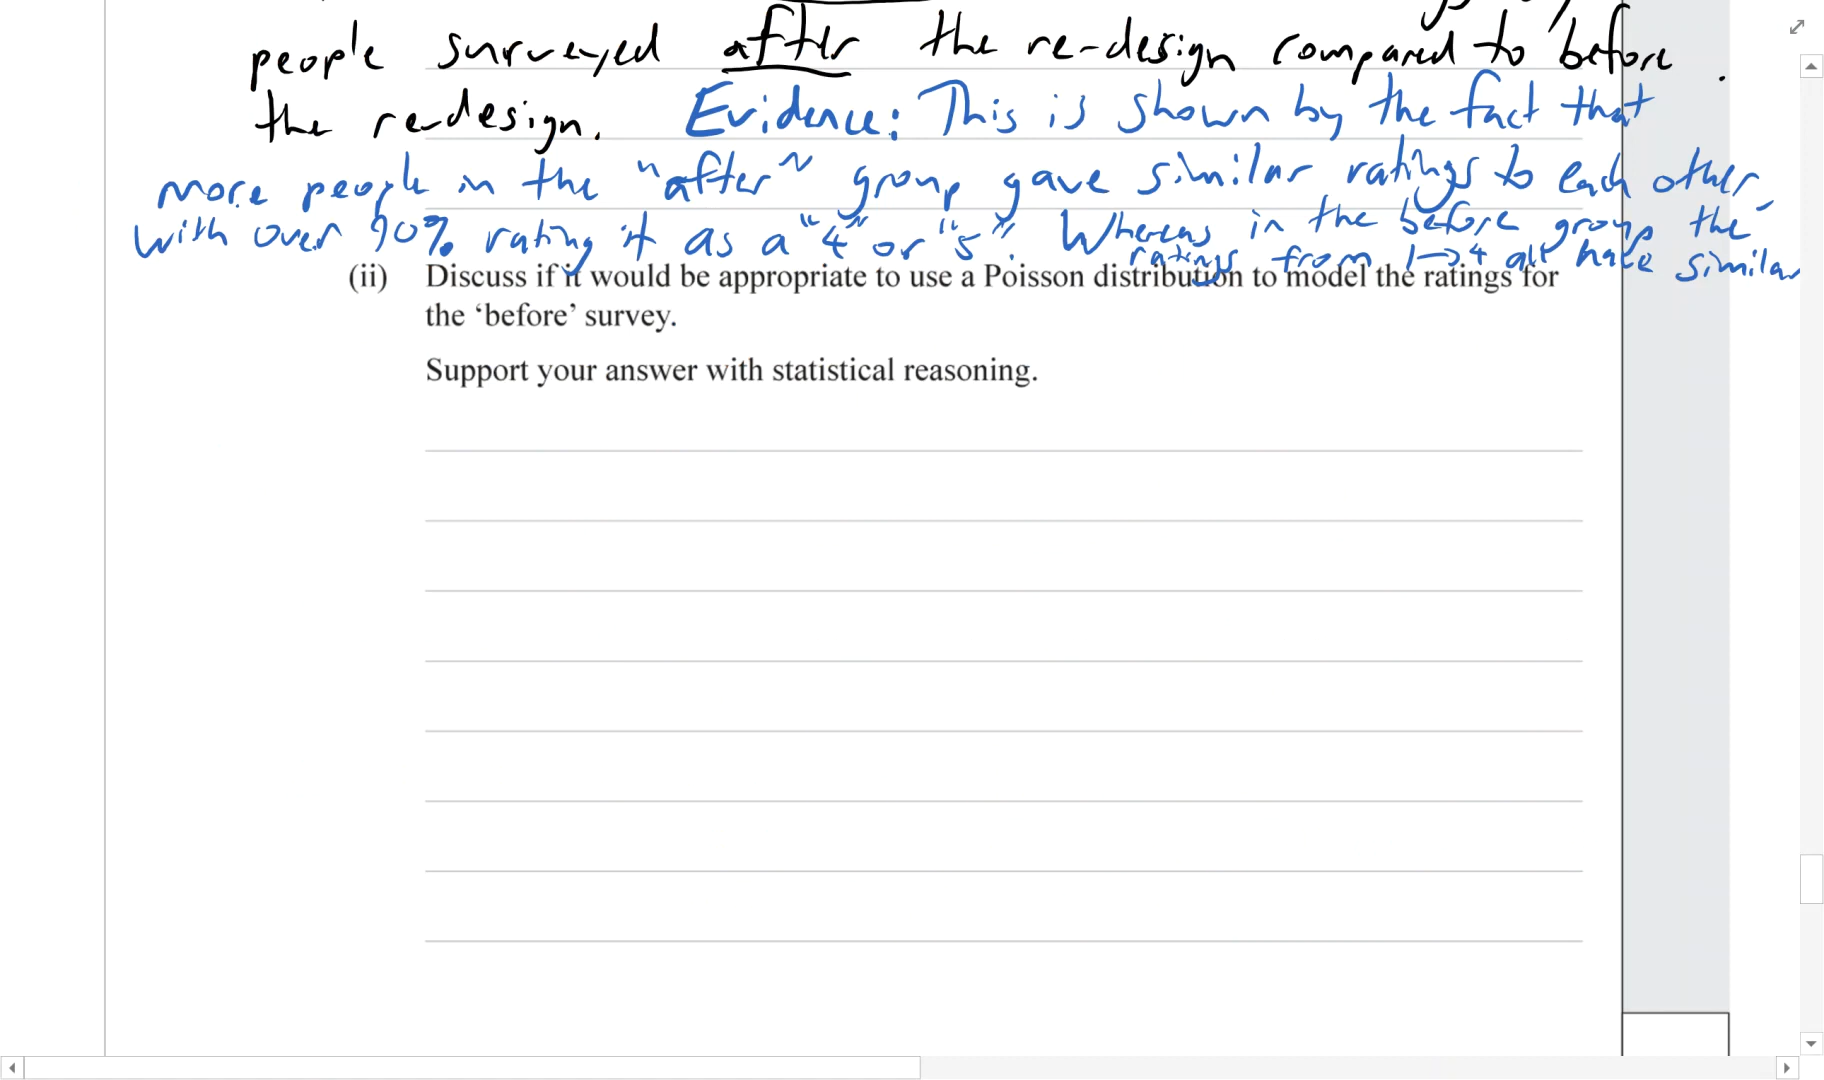 people surveyed after the re-design compared to before
the re-design. Evidence: This is shown by the fact that
more people in the "after" group gave similar ratings to each other,
with over 90% rating it as a "4" or "5". Whereas in the before group the
ratings from 1→4 all have similar
(ii) Discuss if it would be appropriate to use a Poisson distribution to model the ratings for
the ‘before’ survey.
Support your answer with statistical reasoning.